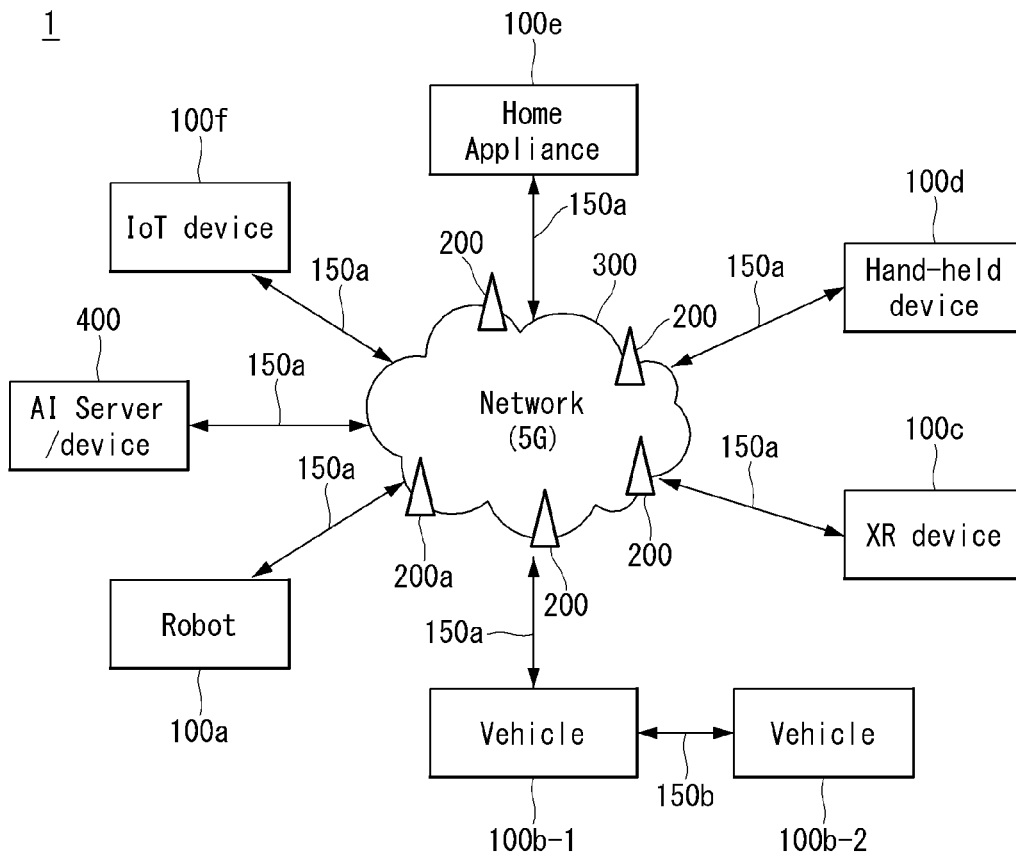 1
100e
Home
Appliance
100f
IoT device
150a
100d
Hand-held
device
200
300
150a
150a
200
400
AI Server
/device
150a
Network
(5G)
100c
XR device
150a
150a
200a
200
200
Robot
100a
150a
Vehicle
Vehicle
150b
100b-1
100b-2